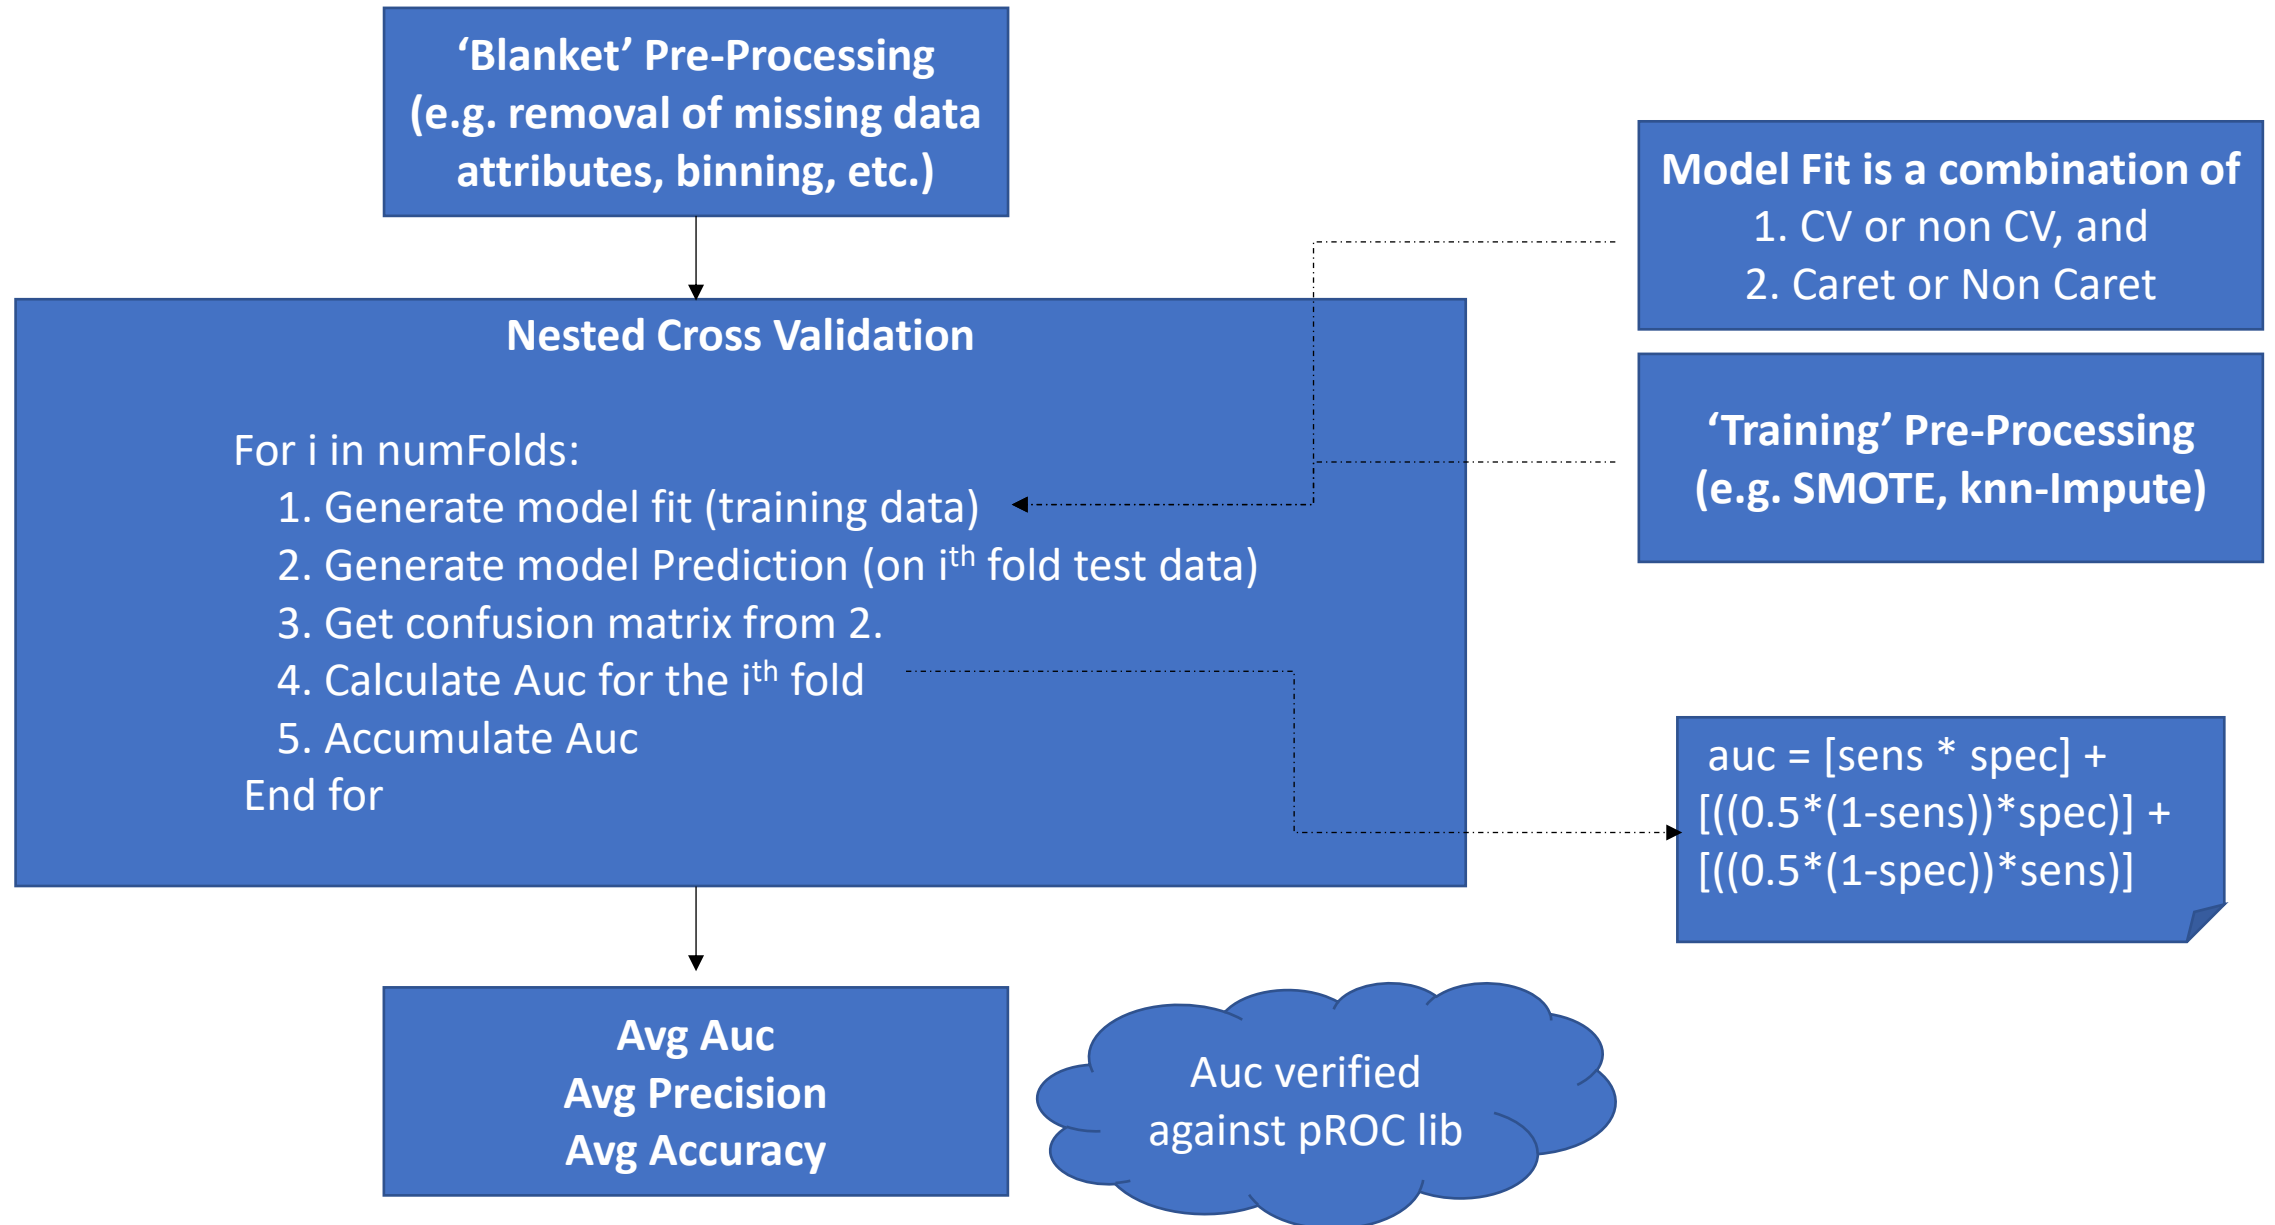 ‘Blanket’ Pre-Processing
(e.g. removal of missing data
attributes, binning, etc.)
Model Fit is a combination of
1. CV or non CV, and
2. Caret or Non Caret
Nested Cross Validation
‘Training’ Pre-Processing
(e.g. SMOTE, knn-Impute)
For i in numFolds:
1. Generate model fit (training data)
2. Generate model Prediction (on iᵗʰ fold test data)
3. Get confusion matrix from 2.
4. Calculate Auc for the iᵗʰ fold
5. Accumulate Auc
End for
auc = [sens * spec] +
[((0.5*(1-sens))*spec)] +
[((0.5*(1-spec))*sens)]
Avg Auc
Avg Precision
Avg Accuracy
Auc verified
against pROC lib